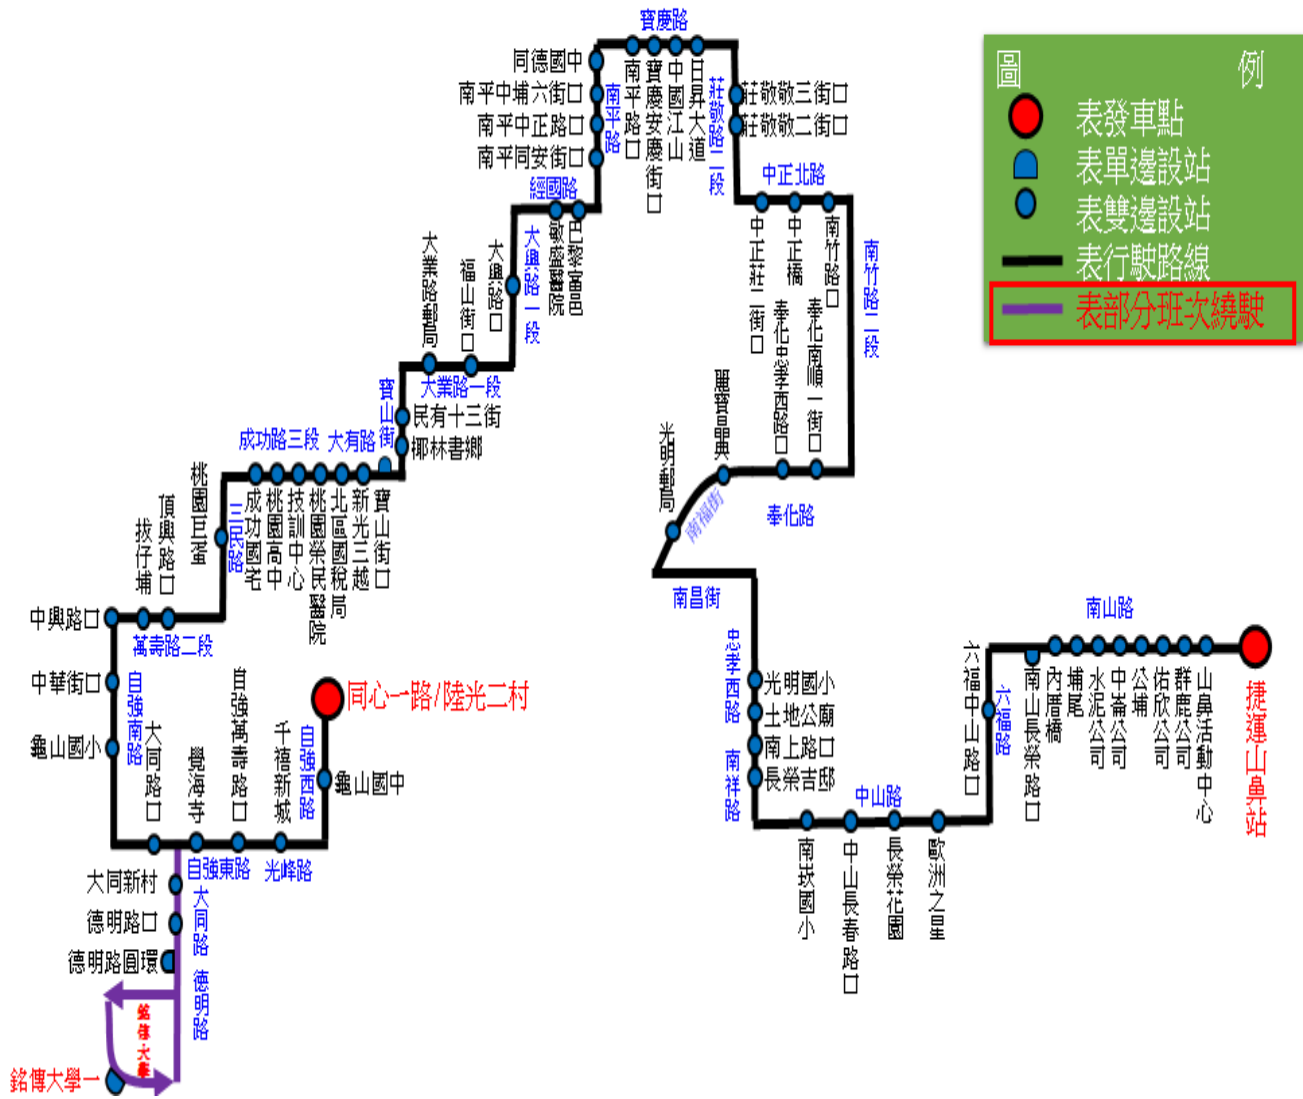 寶慶路
同德國中
南平中埔六街口
南平中正路口
南平同安街口
南平路
經國路
南平路口
寶慶安慶街口
中國江山
日昇大道
莊敬路二段
莊敬敬三街口
莊敬敬二街口
中正北路
中正莊二街口
中正橋
南竹路口
南竹路二段
奉化忠孝西路口
奉化南順一街口
奉化路
麗寶晶典
光明郵局
南福街
南昌街
大興路一段
敏盛醫院
巴黎富邑
大業路郵局
福山街口
大興路口
大業路一段
寶山街
民有十三街
椰林書鄉
成功路三段
大有路
桃園巨蛋
三民路
成功國宅
桃園高中
技訓中心
桃園榮民醫院
北區國稅局
新光三越
寶山街口
拔仔埔
頂興路口
中興路口
萬壽路二段
中華街口
自強南路
龜山國小
大同路口
覺海寺
自強萬壽路口
千禧新城
自強西路
同心一路/陸光二村
龜山國中
自強東路
光峰路
大同新村
德明路口
德明路圓環
大同路
德明路
銘傳大學
銘傳大學一
忠孝西路
光明國小
土地公廟
南上路口
長榮吉邸
南祥路
中山路
南崁國小
中山長春路口
長榮花園
歐洲之星
六福中山路口
六福路
南山路
南山長榮路口
內厝橋
埔尾
水泥公司
中崙公司
公埔
佑欣公司
群鹿公司
山鼻活動中心
捷運山鼻站
圖例
表發車點
表單邊設站
表雙邊設站
表行駛路線
表部分班次繞駛